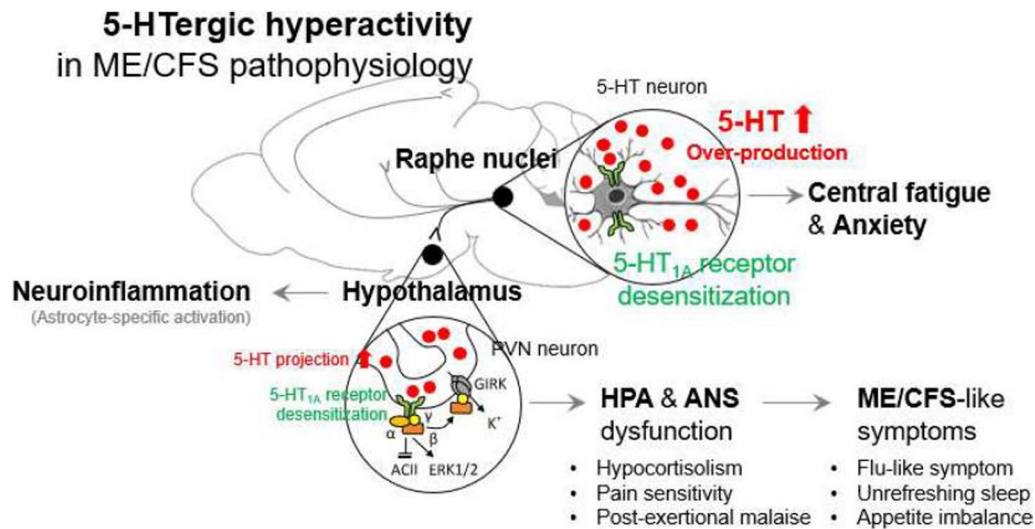 5-HTergic hyperactivity
in ME/CFS pathophysiology
5-HT neuron
5-HT ⬆
Over-production
Raphe nuclei
Central fatigue
& Anxiety
5-HT1A receptor
desensitization
Neuroinflammation
(Astrocyte-specific activation)
Hypothalamus
5-HT projection
PVN neuron
5-HT1A receptor
desensitization
GIRK
K+
α
γ
β
ACII
ERK1/2
HPA & ANS
dysfunction
• Hypocortisolism
• Pain sensitivity
• Post-exertional malaise
ME/CFS-like
symptoms
• Flu-like symptom
• Unrefreshing sleep
• Appetite imbalance